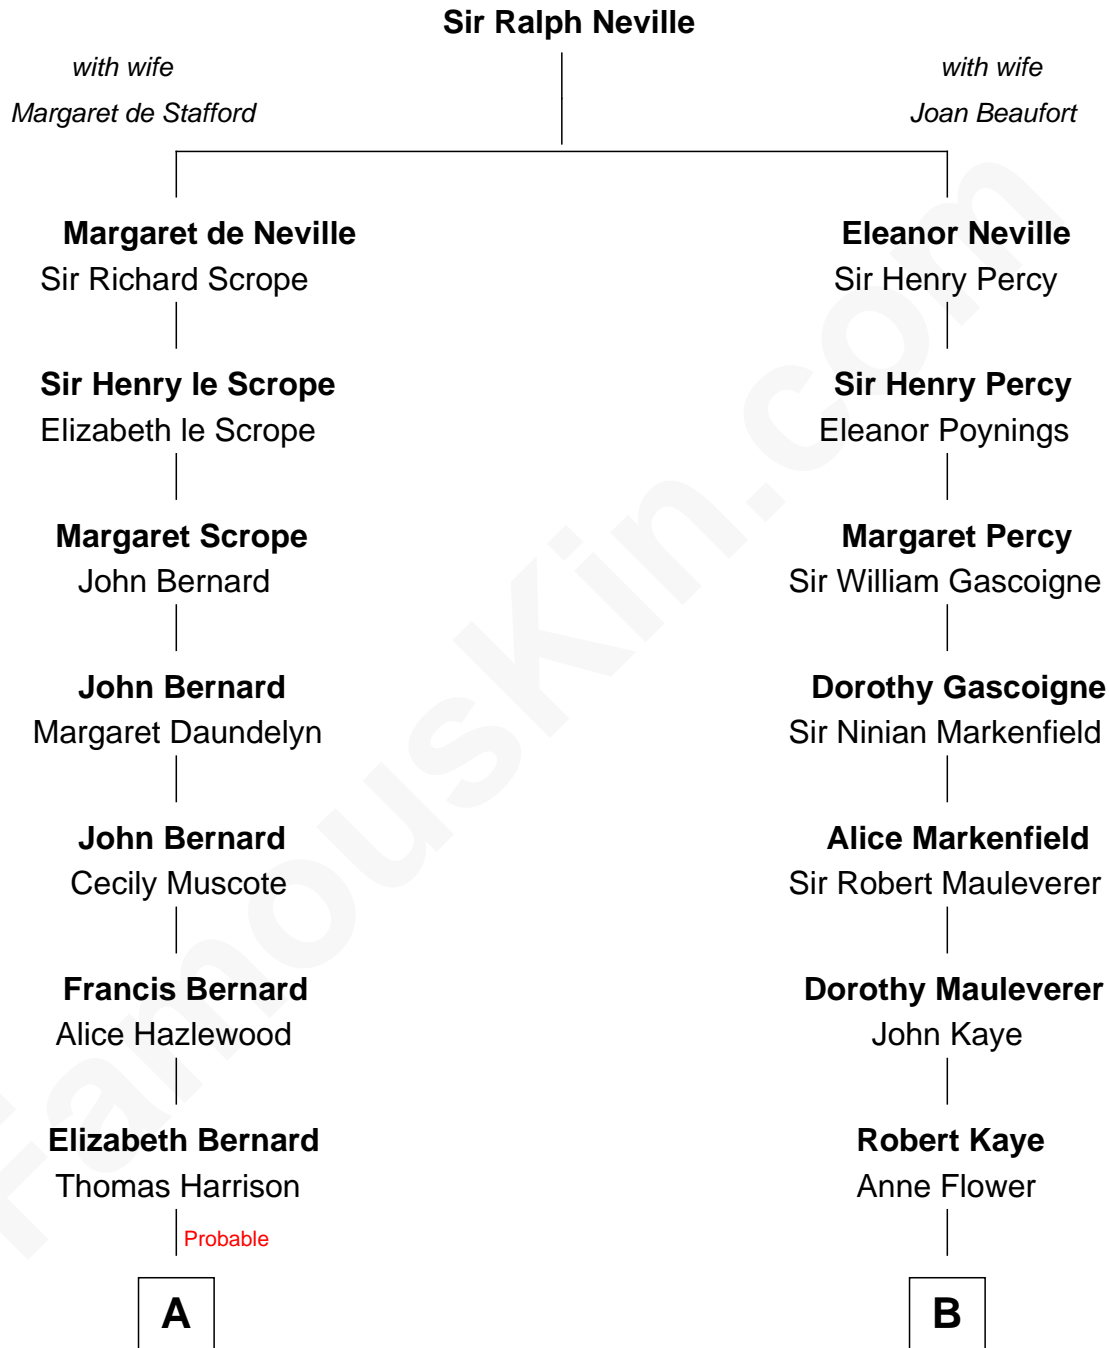 Sir Ralph Neville
with wife
Margaret de Stafford
with wife
Joan Beaufort
Margaret de Neville
Sir Richard Scrope
Eleanor Neville
Sir Henry Percy
Sir Henry le Scrope
Elizabeth le Scrope
Sir Henry Percy
Eleanor Poynings
Margaret Scrope
John Bernard
Margaret Percy
Sir William Gascoigne
John Bernard
Margaret Daundelyn
Dorothy Gascoigne
Sir Ninian Markenfield
John Bernard
Cecily Muscote
Alice Markenfield
Sir Robert Mauleverer
Francis Bernard
Alice Hazlewood
Dorothy Mauleverer
John Kaye
Elizabeth Bernard
Thomas Harrison
Probable
Robert Kaye
Anne Flower
A
B
FamousKin.com